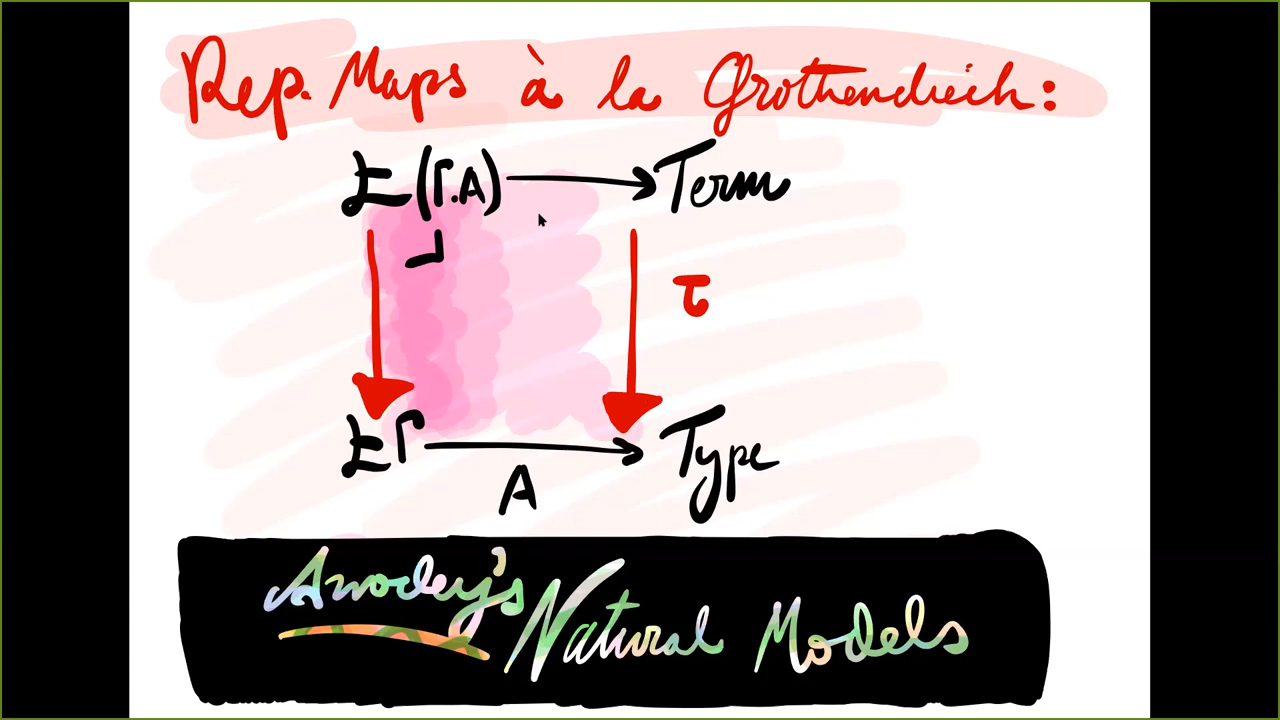 Rep. Maps à la Grothendieck:
よ(Γ.A) → Term
τ
よΓ → Type
A
Awodey's Natural Models